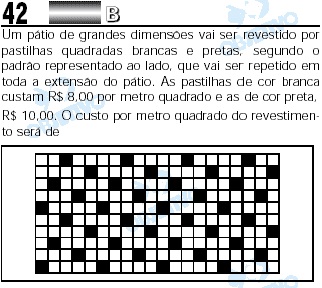 42 B
Um pátio de grandes dimensões vai ser revestido por
pastilhas quadradas brancas e pretas, segundo o
padrão representado ao lado, que vai ser repetido em
toda a extensão do pátio. As pastilhas de cor branca
custam R$ 8,00 por metro quadrado e as de cor preta,
R$ 10,00. O custo por metro quadrado do revestimen-
to será de